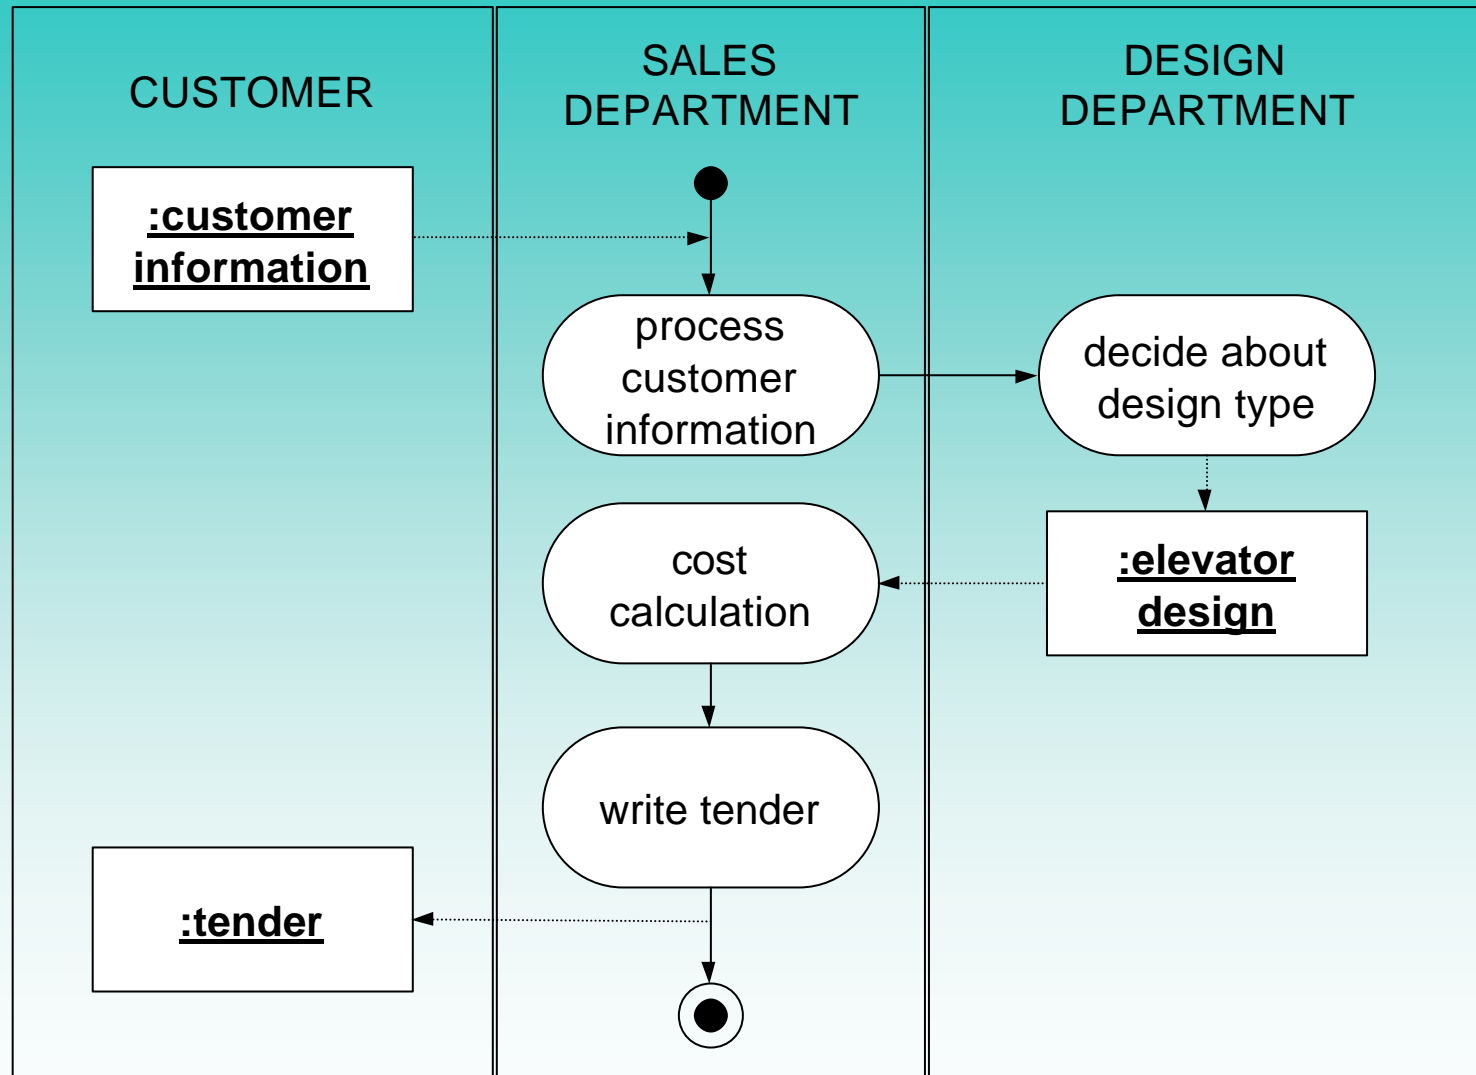 CUSTOMER
SALES
DEPARTMENT
DESIGN
DEPARTMENT
:customer
information
process
customer
information
decide about
design type
cost
calculation
:elevator
design
write tender
:tender